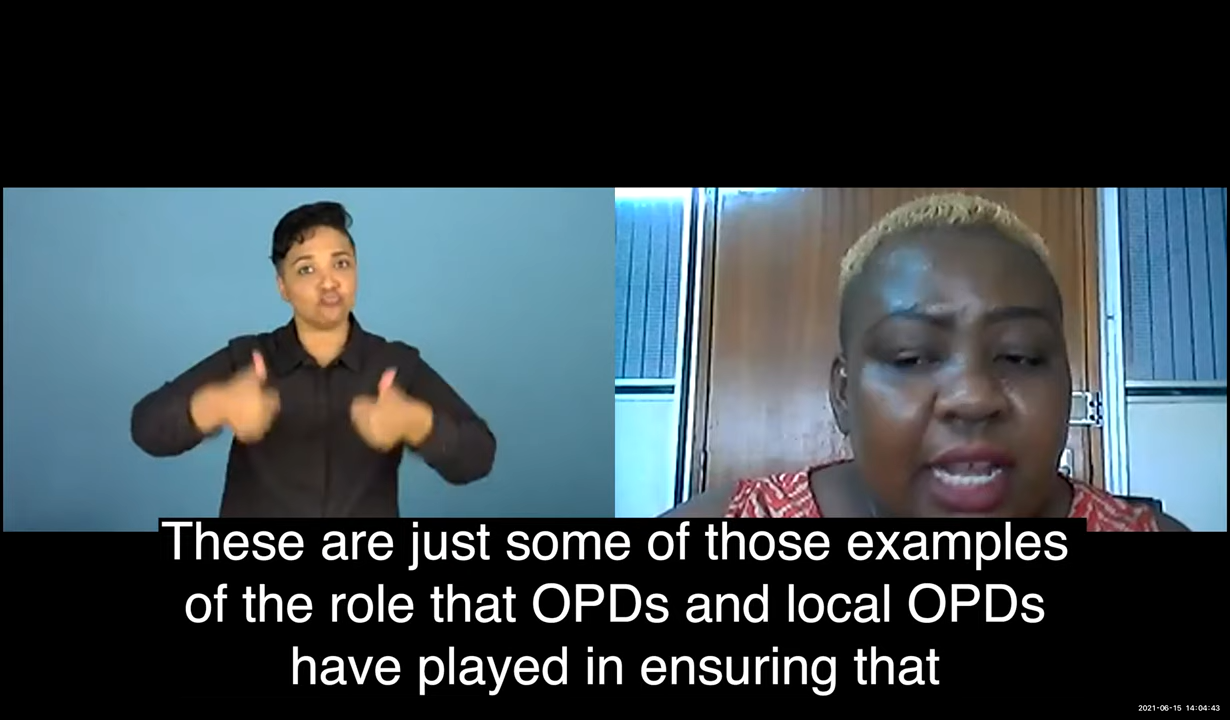 These are just some of those examples
of the role that OPDs and local OPDs
have played in ensuring that
2021-06-15 14:04:43